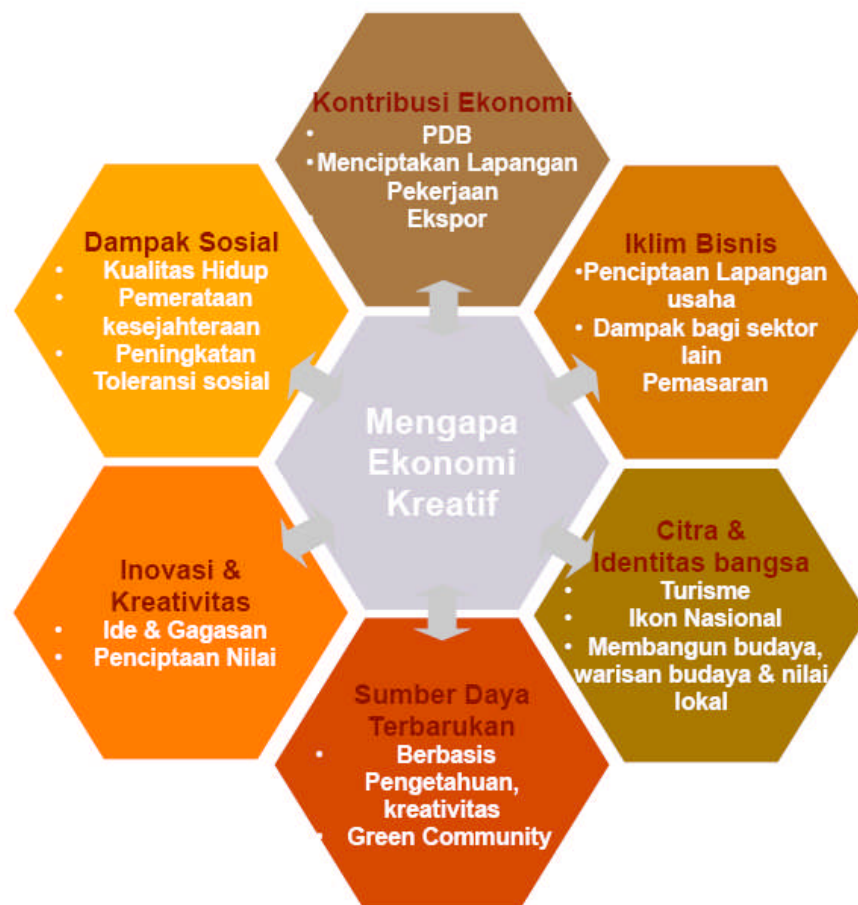 Kontribusi Ekonomi
• PDB
• Menciptakan Lapangan
Pekerjaan
• Ekspor
Dampak Sosial
• Kualitas Hidup
• Pemerataan
kesejahteraan
• Peningkatan
Toleransi sosial
Iklim Bisnis
• Penciptaan Lapangan
usaha
• Dampak bagi sektor
lain
Pemasaran
Mengapa
Ekonomi
Kreatif
Inovasi &
Kreativitas
• Ide & Gagasan
• Penciptaan Nilai
Citra &
Identitas bangsa
• Turisme
• Ikon Nasional
• Membangun budaya,
warisan budaya & nilai
lokal
Sumber Daya
Terbarukan
• Berbasis
Pengetahuan,
kreativitas
• Green Community